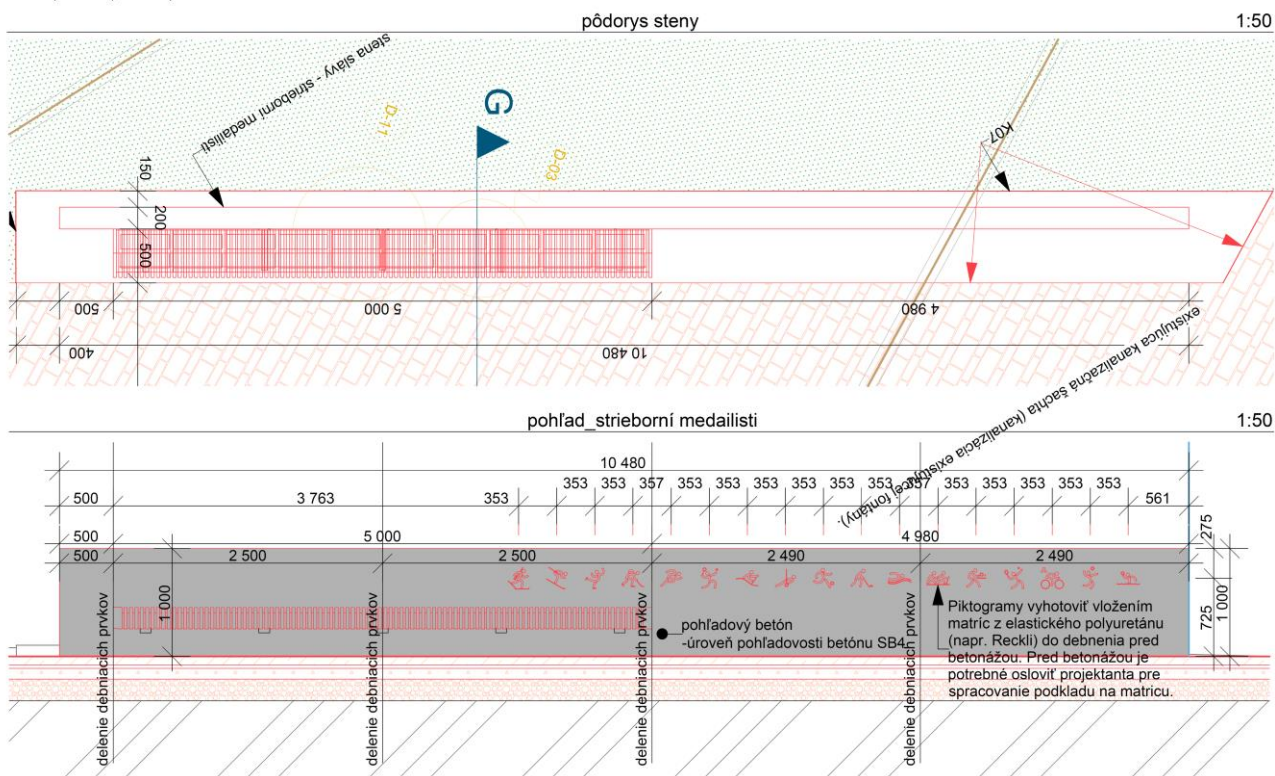 pôdorys steny
1:50
stena slávy - strieborní medailisti
D-11
G
D-03
K07
150
200
500
500
5 000
4 980
400
10 480
existujúca kanalizačná šachta (kanalizácia existujúcej fontány).
pohľad_strieborní medailisti
1:50
10 480
500
3 763
353
353
353
357
353
353
353
353
353
353
357
353
353
353
353
353
561
500
5 000
4 980
275
500
2 500
2 500
2 490
2 490
1 000
725
1 000
delenie debniacich prvkov
delenie debniacich prvkov
delenie debniacich prvkov
delenie debniacich prvkov
pohľadový betón
-úroveň pohľadovosti betónu SB4
Piktogramy vyhotoviť vložením
matríc z elastického polyuretánu
(napr. Reckli) do debnenia pred
betonážou. Pred betonážou je
potrebné osloviť projektanta pre
spracovanie podkladu na matricu.